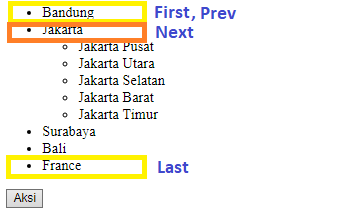 Bandung First, Prev
Jakarta Next
Jakarta Pusat
Jakarta Utara
Jakarta Selatan
Jakarta Barat
Jakarta Timur
Surabaya
Bali
France Last
Aksi